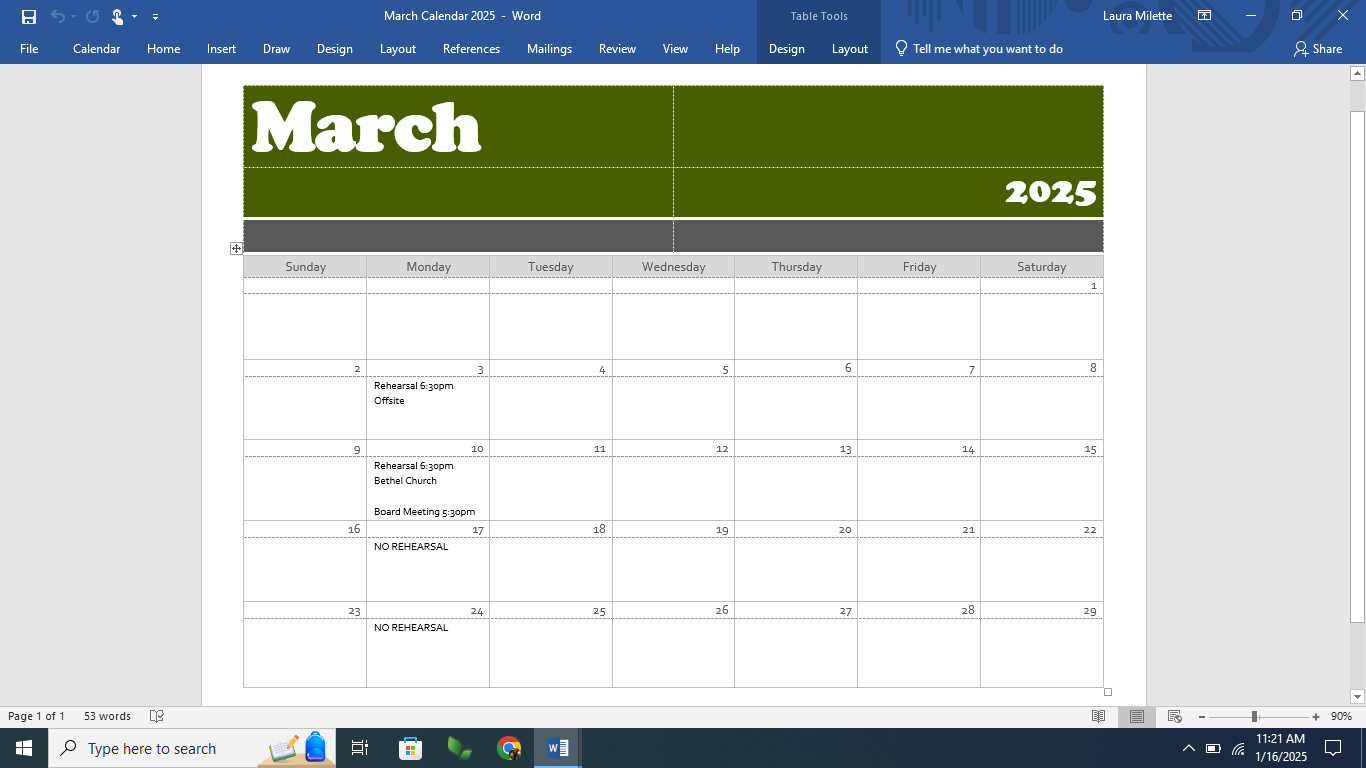 March Calendar 2025 - Word
Table Tools
Laura Milette
File Calendar Home Insert Draw Design Layout References Mailings Review View Help Design Layout Tell me what you want to do Share
March
2025
Sunday Monday Tuesday Wednesday Thursday Friday Saturday
1
2 3 4 5 6 7 8
Rehearsal 6:30pm
Offsite
9 10 11 12 13 14 15
Rehearsal 6:30pm
Bethel Church
Board Meeting 5:30pm
16 17 18 19 20 21 22
NO REHEARSAL
23 24 25 26 27 28 29
NO REHEARSAL
Page 1 of 1 53 words 90%
Type here to search
11:21 AM
1/16/2025